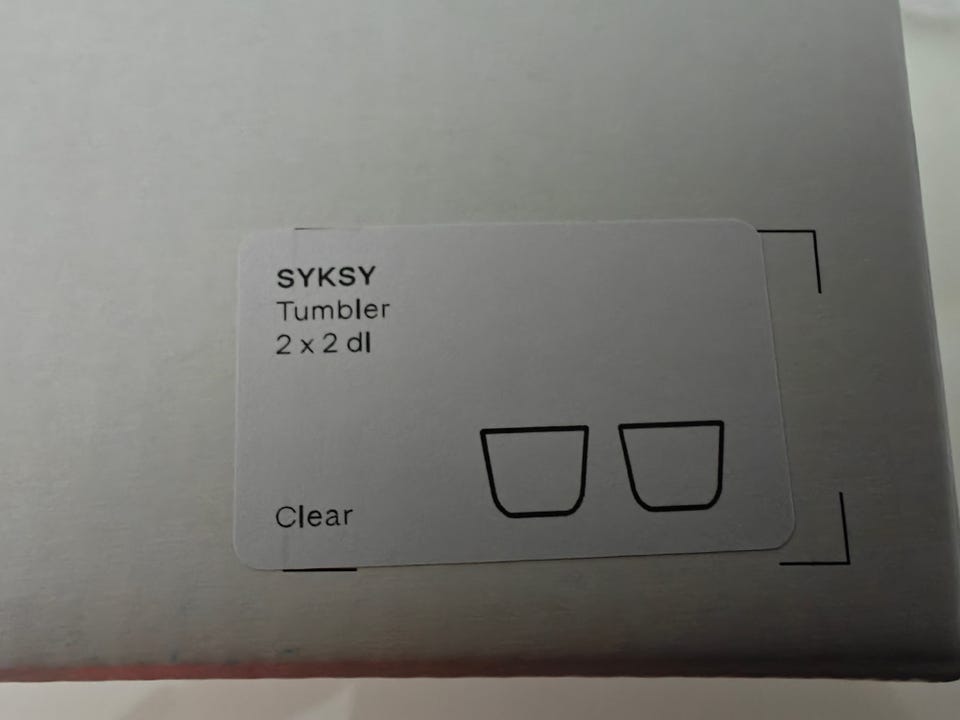 SYKSY
Tumbler
2 x 2 dl
Clear